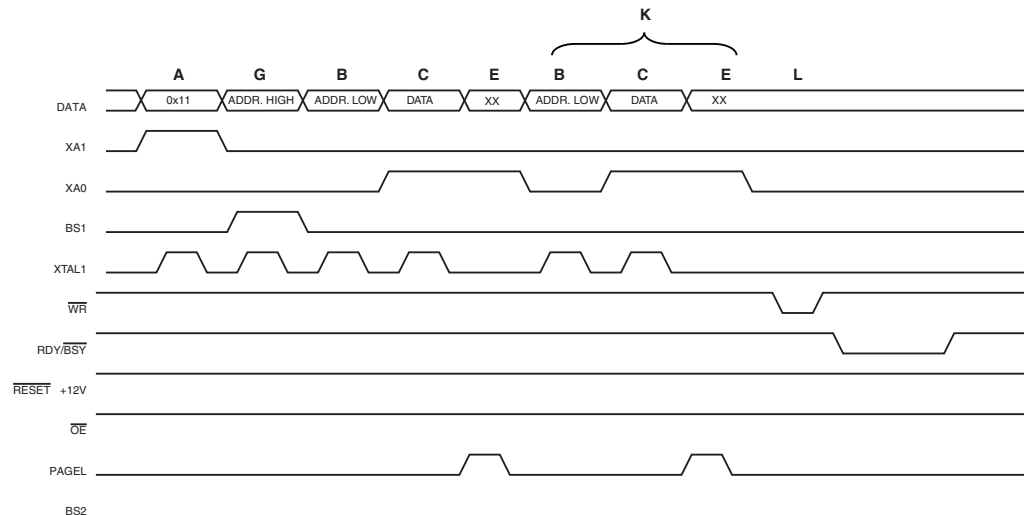 K
A G B C E B C E L
DATA 0x11 ADDR. HIGH ADDR. LOW DATA XX ADDR. LOW DATA XX
XA1
XA0
BS1
XTAL1
WR
RDY/BSY
RESET +12V
OE
PAGEL
BS2